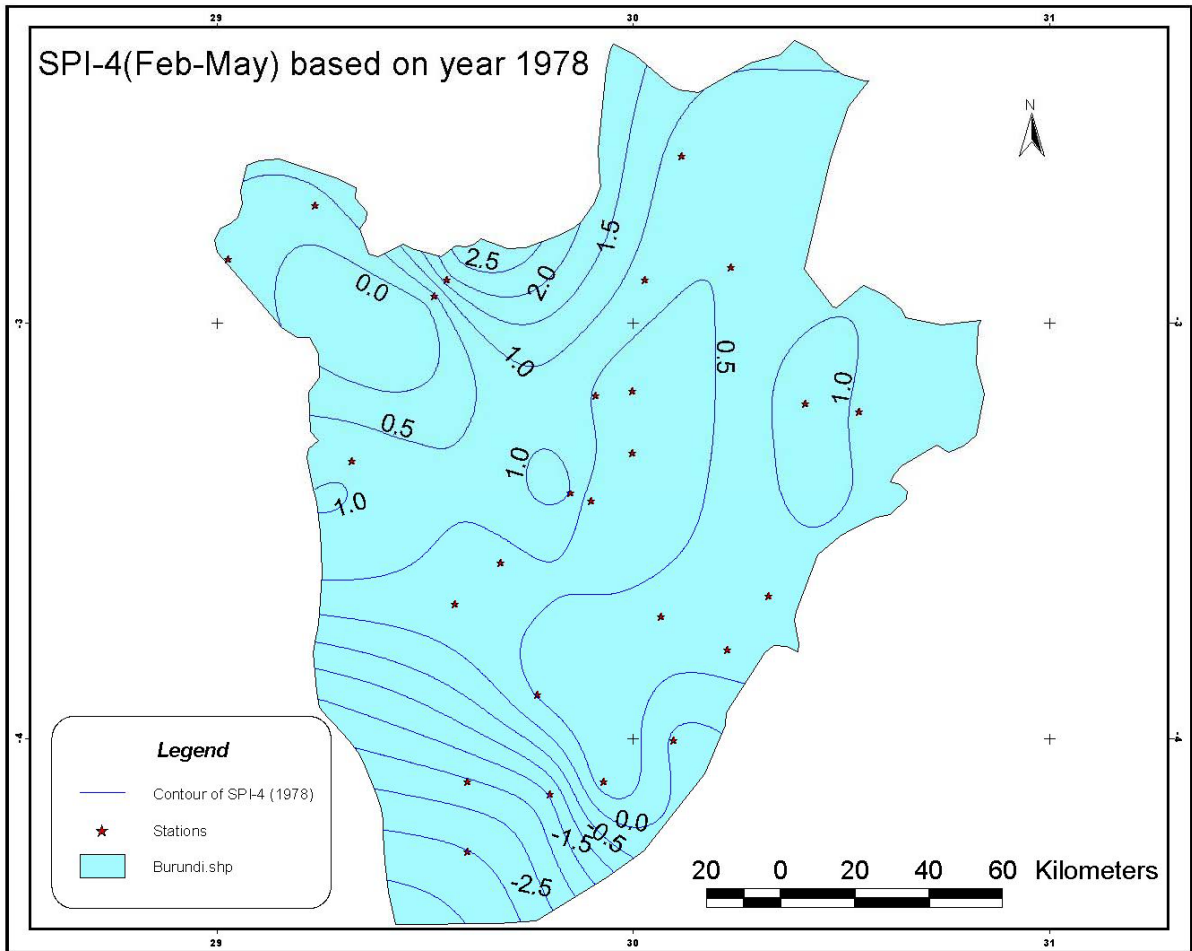 29 30 31
SPI-4(Feb-May) based on year 1978
N
1.5
2.5
2.0
0.0
-3 -3
1.0
0.5
1.0
0.5
1.0
1.0
-4 -4
Legend
Contour of SPI-4 (1978)
Stations
Burundi.shp
0.0
-0.5
-1.5
-2.5
20 0 20 40 60 Kilometers
29 30 31